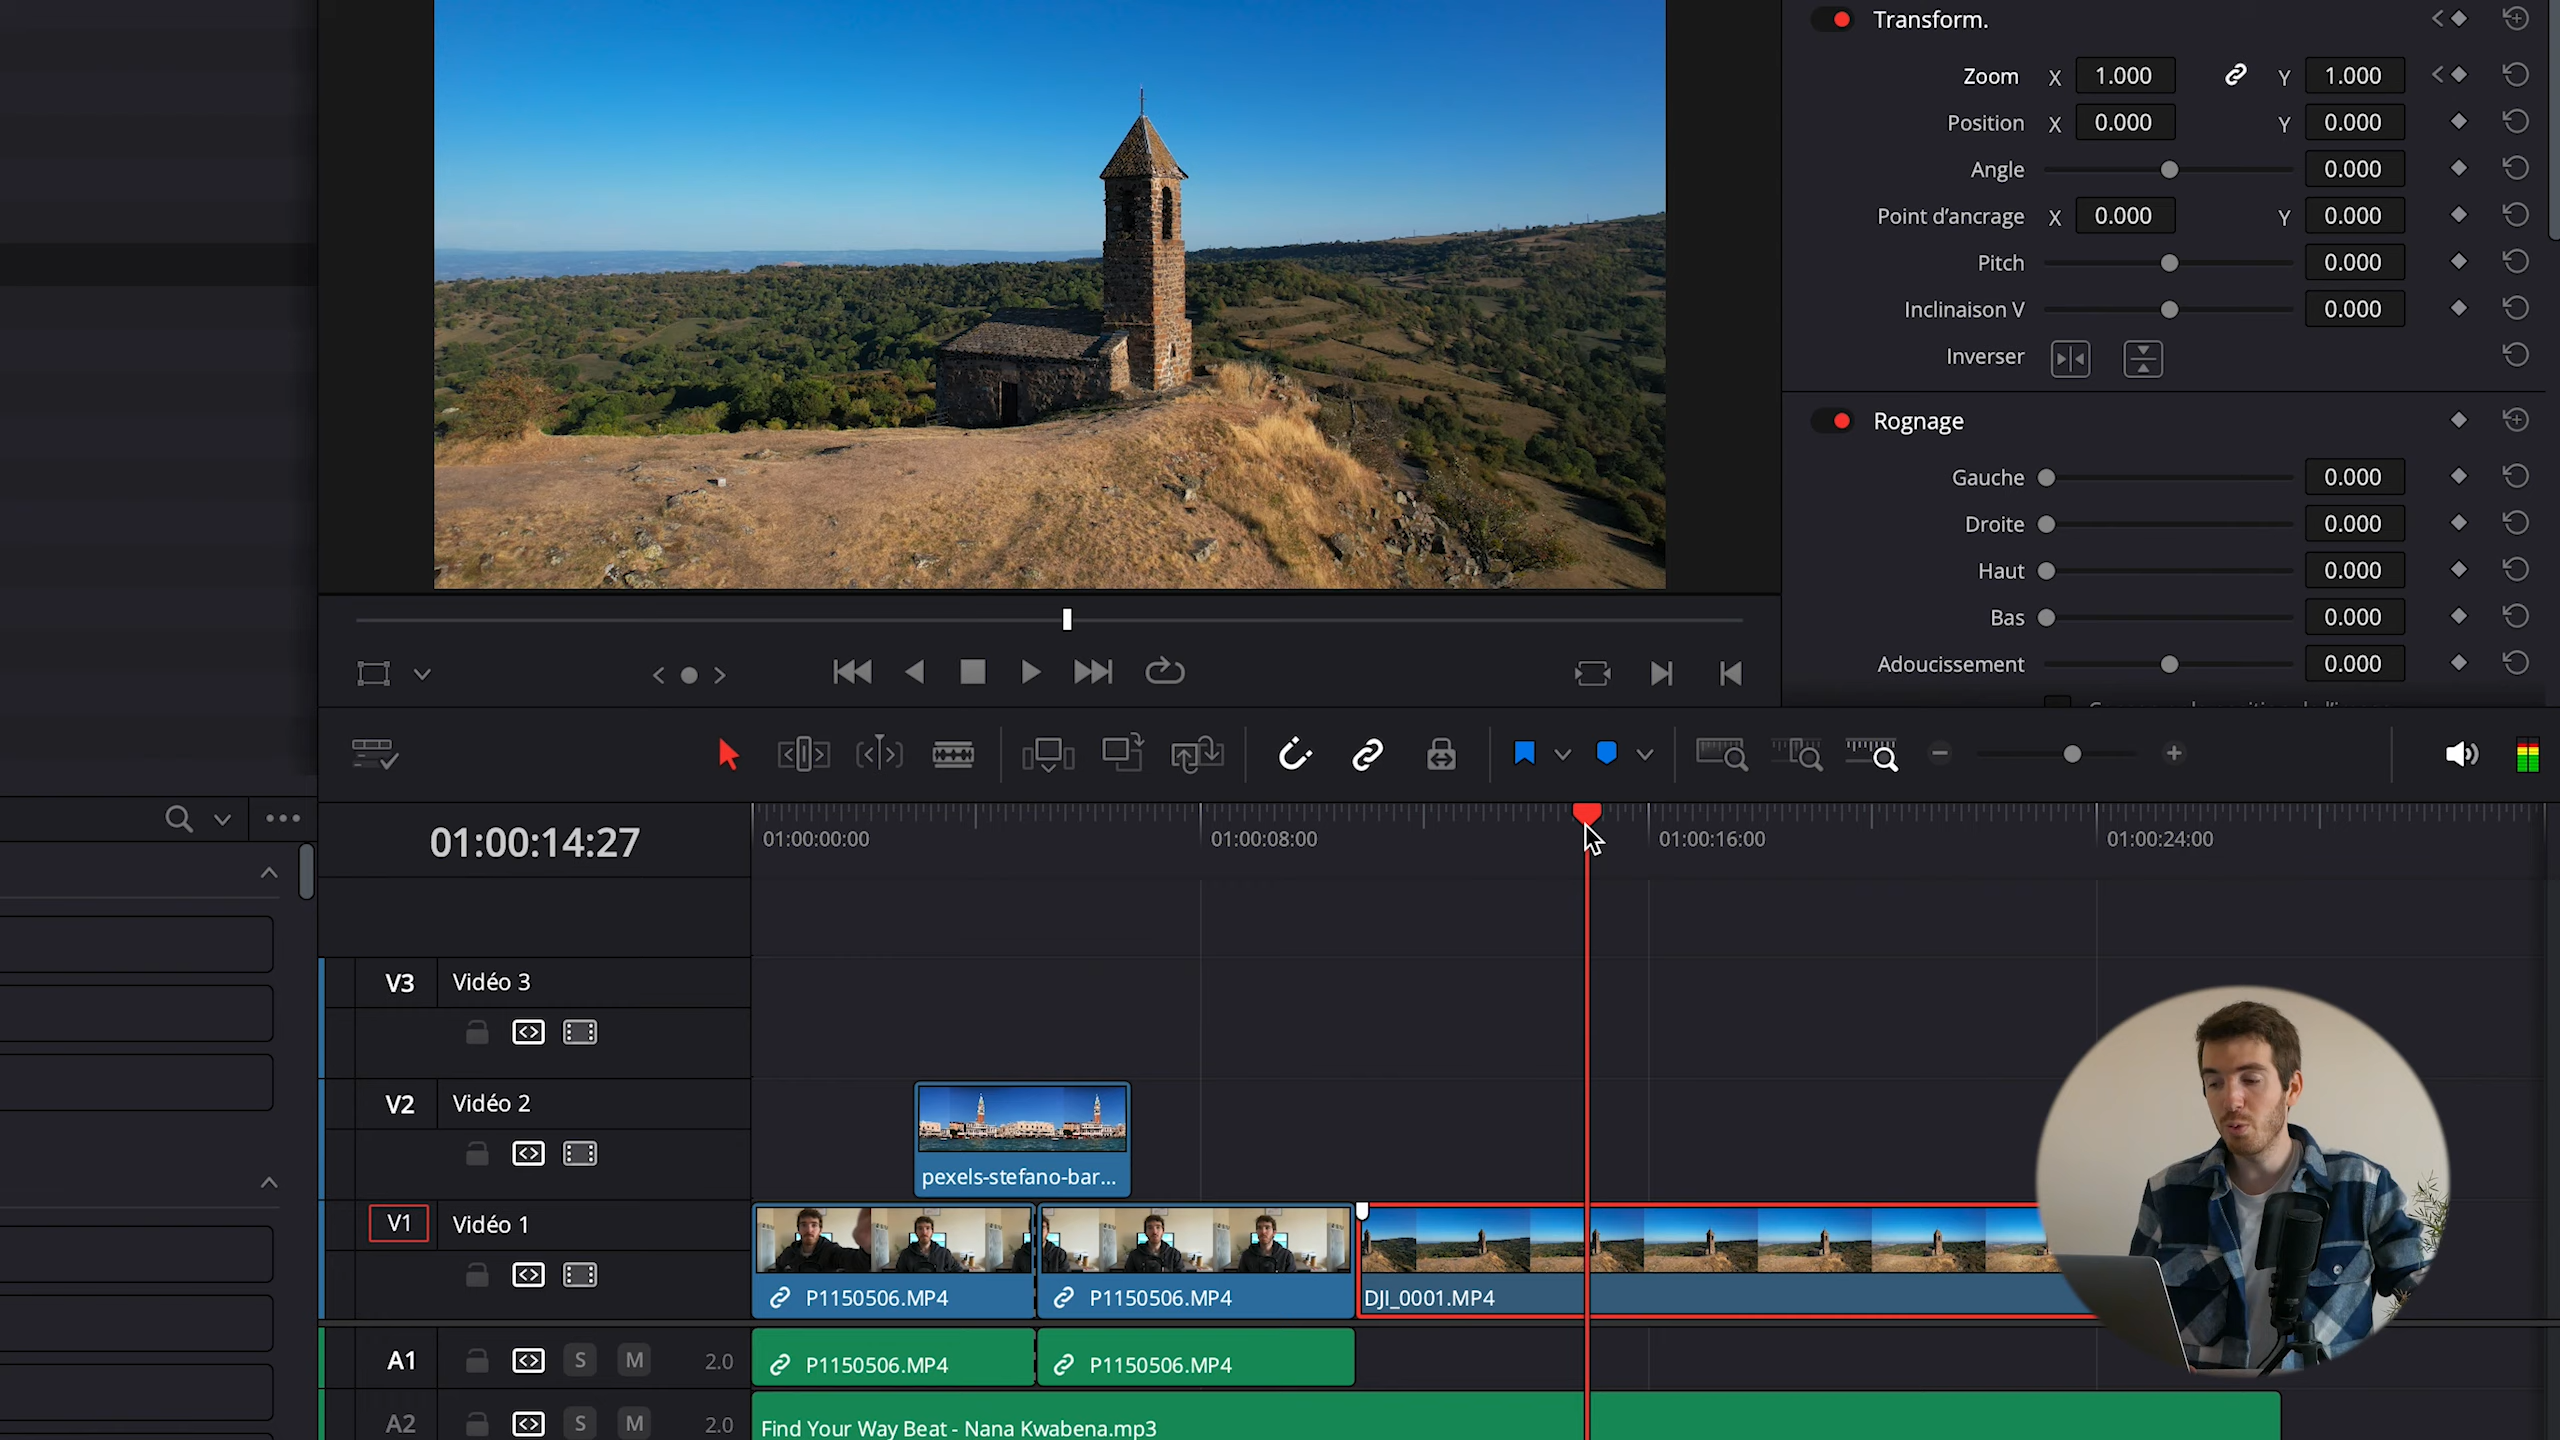 Transform.
Zoom X 1.000 Y 1.000
Position X 0.000 Y 0.000
Angle 0.000
Point d'ancrage X 0.000 Y 0.000
Pitch 0.000
Inclinaison V 0.000
Inverser
Rognage
Gauche 0.000
Droite 0.000
Haut 0.000
Bas 0.000
Adoucissement 0.000
01:00:14:27
01:00:00:00 01:00:08:00 01:00:16:00 01:00:24:00
V3 Vidéo 3
V2 Vidéo 2
pexels-stefano-bar...
V1 Vidéo 1
P1150506.MP4 P1150506.MP4 DJI_0001.MP4
A1 S M 2.0 P1150506.MP4 P1150506.MP4
A2 S M 2.0 Find Your Way Beat - Nana Kwabena.mp3